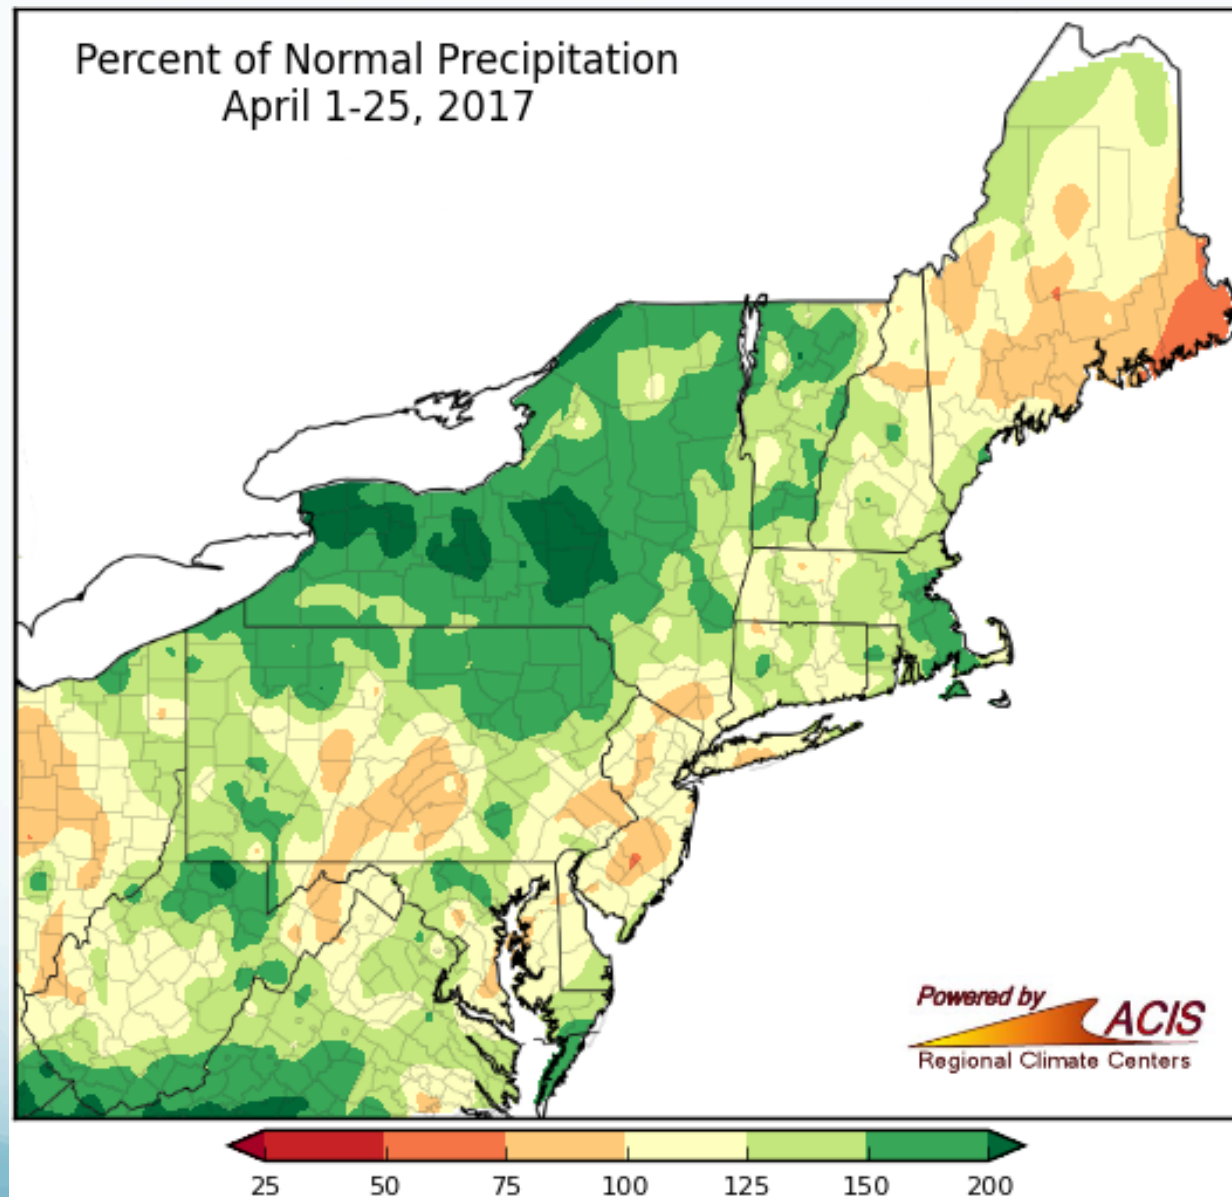 Percent of Normal Precipitation
April 1-25, 2017
Powered by
ACIS
Regional Climate Centers
25 50 75 100 125 150 200